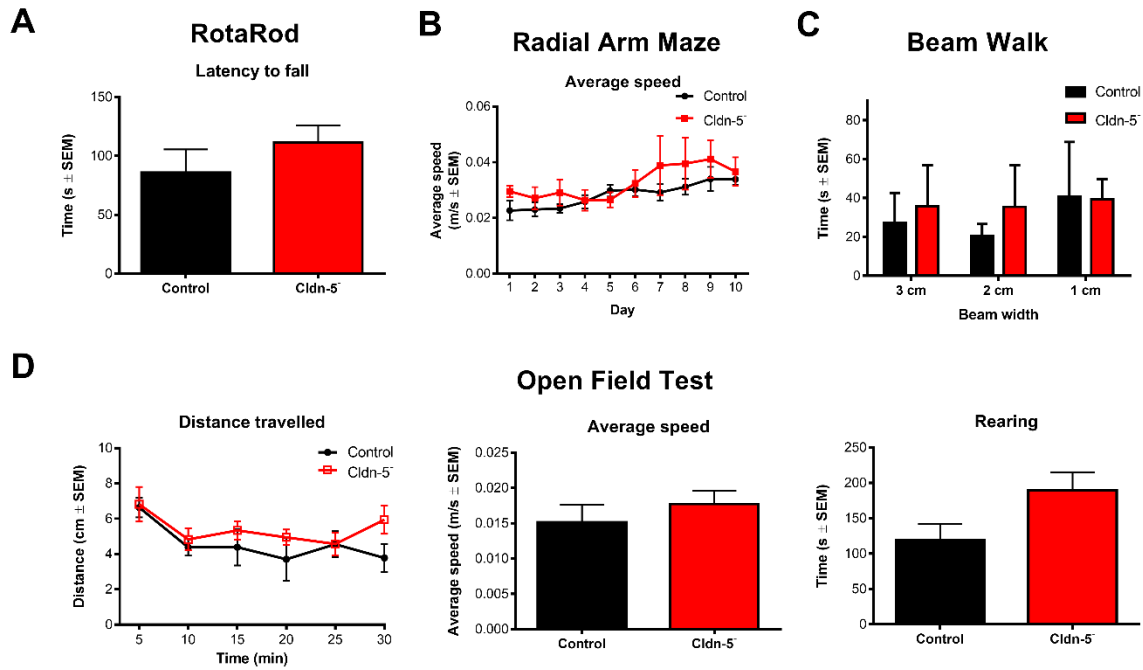 A
RotaRod
Latency to fall
Time (s ± SEM)
150
100
50
0
Control
Cldn-5-
B
Radial Arm Maze
Average speed
Control
Cldn-5-
Average speed
(m/s ± SEM)
0.06
0.04
0.02
0.00
1 2 3 4 5 6 7 8 9 10
Day
C
Beam Walk
Control
Cldn-5-
Time (s ± SEM)
80
60
40
20
0
3 cm 2 cm 1 cm
Beam width
D
Open Field Test
Distance travelled
Control
Cldn-5-
Distance (cm ± SEM)
8
6
4
2
0
5 10 15 20 25 30
Time (min)
Average speed
Average speed (m/s ± SEM)
0.025
0.020
0.015
0.010
0.005
0.000
Control
Cldn-5-
Rearing
Time (s ± SEM)
250
200
150
100
50
0
Control
Cldn-5-